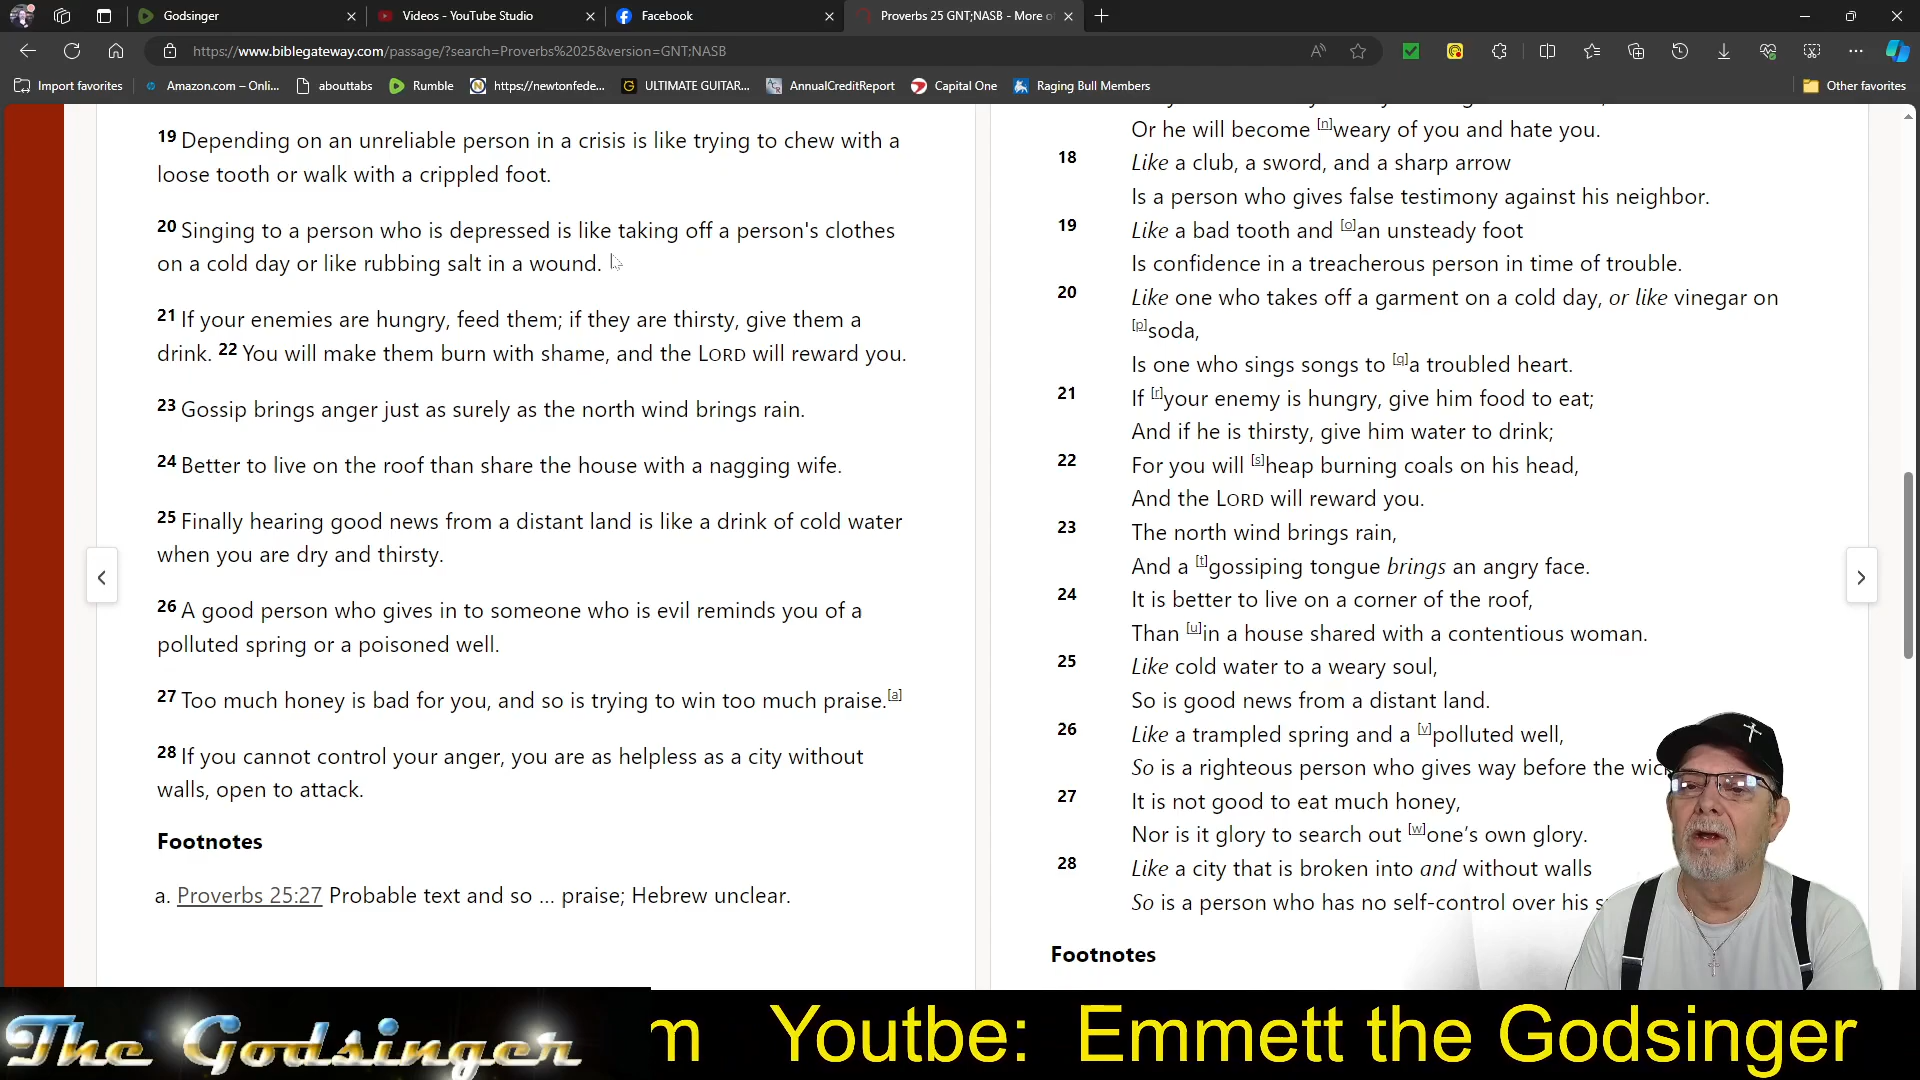 Godsinger
Videos - YouTube Studio
Facebook
Proverbs 25 GNT;NASB - More o
https://www.biblegateway.com/passage/?search=Proverbs%2025&version=GNT;NASB
Import favorites
Amazon.com – Onli...
abouttabs
Rumble
https://newtonfede...
ULTIMATE GUITAR...
AnnualCreditReport
Capital One
Raging Bull Members
Other favorites
19 Depending on an unreliable person in a crisis is like trying to chew with a
loose tooth or walk with a crippled foot.
20 Singing to a person who is depressed is like taking off a person's clothes
on a cold day or like rubbing salt in a wound.
21 If your enemies are hungry, feed them; if they are thirsty, give them a
drink. 22 You will make them burn with shame, and the LORD will reward you.
23 Gossip brings anger just as surely as the north wind brings rain.
24 Better to live on the roof than share the house with a nagging wife.
25 Finally hearing good news from a distant land is like a drink of cold water
when you are dry and thirsty.
26 A good person who gives in to someone who is evil reminds you of a
polluted spring or a poisoned well.
27 Too much honey is bad for you, and so is trying to win too much praise.[a]
28 If you cannot control your anger, you are as helpless as a city without
walls, open to attack.
Footnotes
a. Proverbs 25:27 Probable text and so ... praise; Hebrew unclear.
Or he will become [n]weary of you and hate you.
18 Like a club, a sword, and a sharp arrow
Is a person who gives false testimony against his neighbor.
19 Like a bad tooth and [o]an unsteady foot
Is confidence in a treacherous person in time of trouble.
20 Like one who takes off a garment on a cold day, or like vinegar on
[p]soda,
Is one who sings songs to [q]a troubled heart.
21 If [r]your enemy is hungry, give him food to eat;
And if he is thirsty, give him water to drink;
22 For you will [s]heap burning coals on his head,
And the LORD will reward you.
23 The north wind brings rain,
And a [t]gossiping tongue brings an angry face.
24 It is better to live on a corner of the roof,
Than [u]in a house shared with a contentious woman.
25 Like cold water to a weary soul,
So is good news from a distant land.
26 Like a trampled spring and a [v]polluted well,
So is a righteous person who gives way before the wic
27 It is not good to eat much honey,
Nor is it glory to search out [w]one's own glory.
28 Like a city that is broken into and without walls
So is a person who has no self-control over his s
Footnotes
The Godsinger
m Youtbe: Emmett the Godsinger